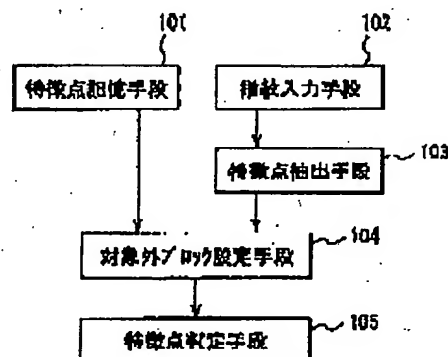 101
特徴点記憶手段
102
指紋入力手段
103
特徴点抽出手段
104
対象外ブロック設定手段
105
特徴点判定手段